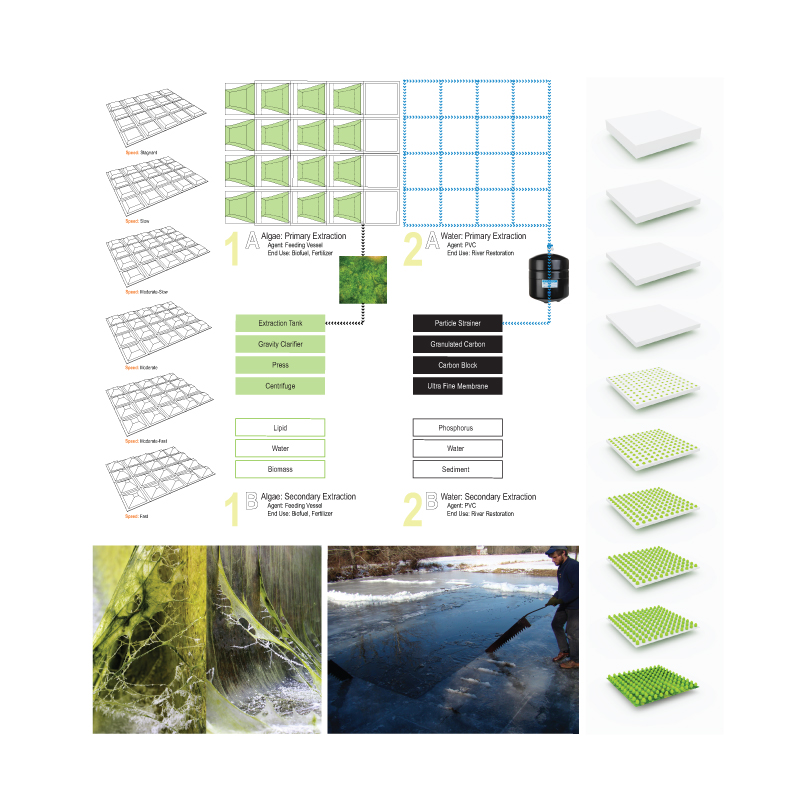 Speed: Stagnant
Speed: Slow
Speed: Moderate-Slow
Speed: Moderate
Speed: Moderate-Fast
Speed: Fast
1A Algae: Primary Extraction
Agent: Feeding Vessel
End Use: Biofuel, Fertilizer
2A Water: Primary Extraction
Agent: PVC
End Use: River Restoration
Extraction Tank
Gravity Clarifier
Press
Centrifuge
Particle Strainer
Granulated Carbon
Carbon Block
Ultra Fine Membrane
Lipid
Water
Biomass
Phosphorus
Water
Sediment
1B Algae: Secondary Extraction
Agent: Feeding Vessel
End Use: Biofuel, Fertilizer
2B Water: Secondary Extraction
Agent: PVC
End Use: River Restoration